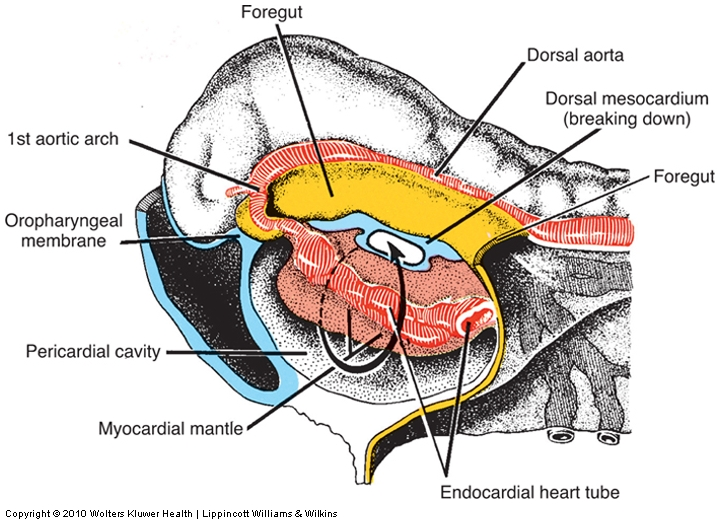 Foregut
Dorsal aorta
Dorsal mesocardium
(breaking down)
1st aortic arch
Foregut
Oropharyngeal
membrane
Pericardial cavity
Myocardial mantle
Endocardial heart tube
Copyright © 2010 Wolters Kluwer Health | Lippincott Williams & Wilkins